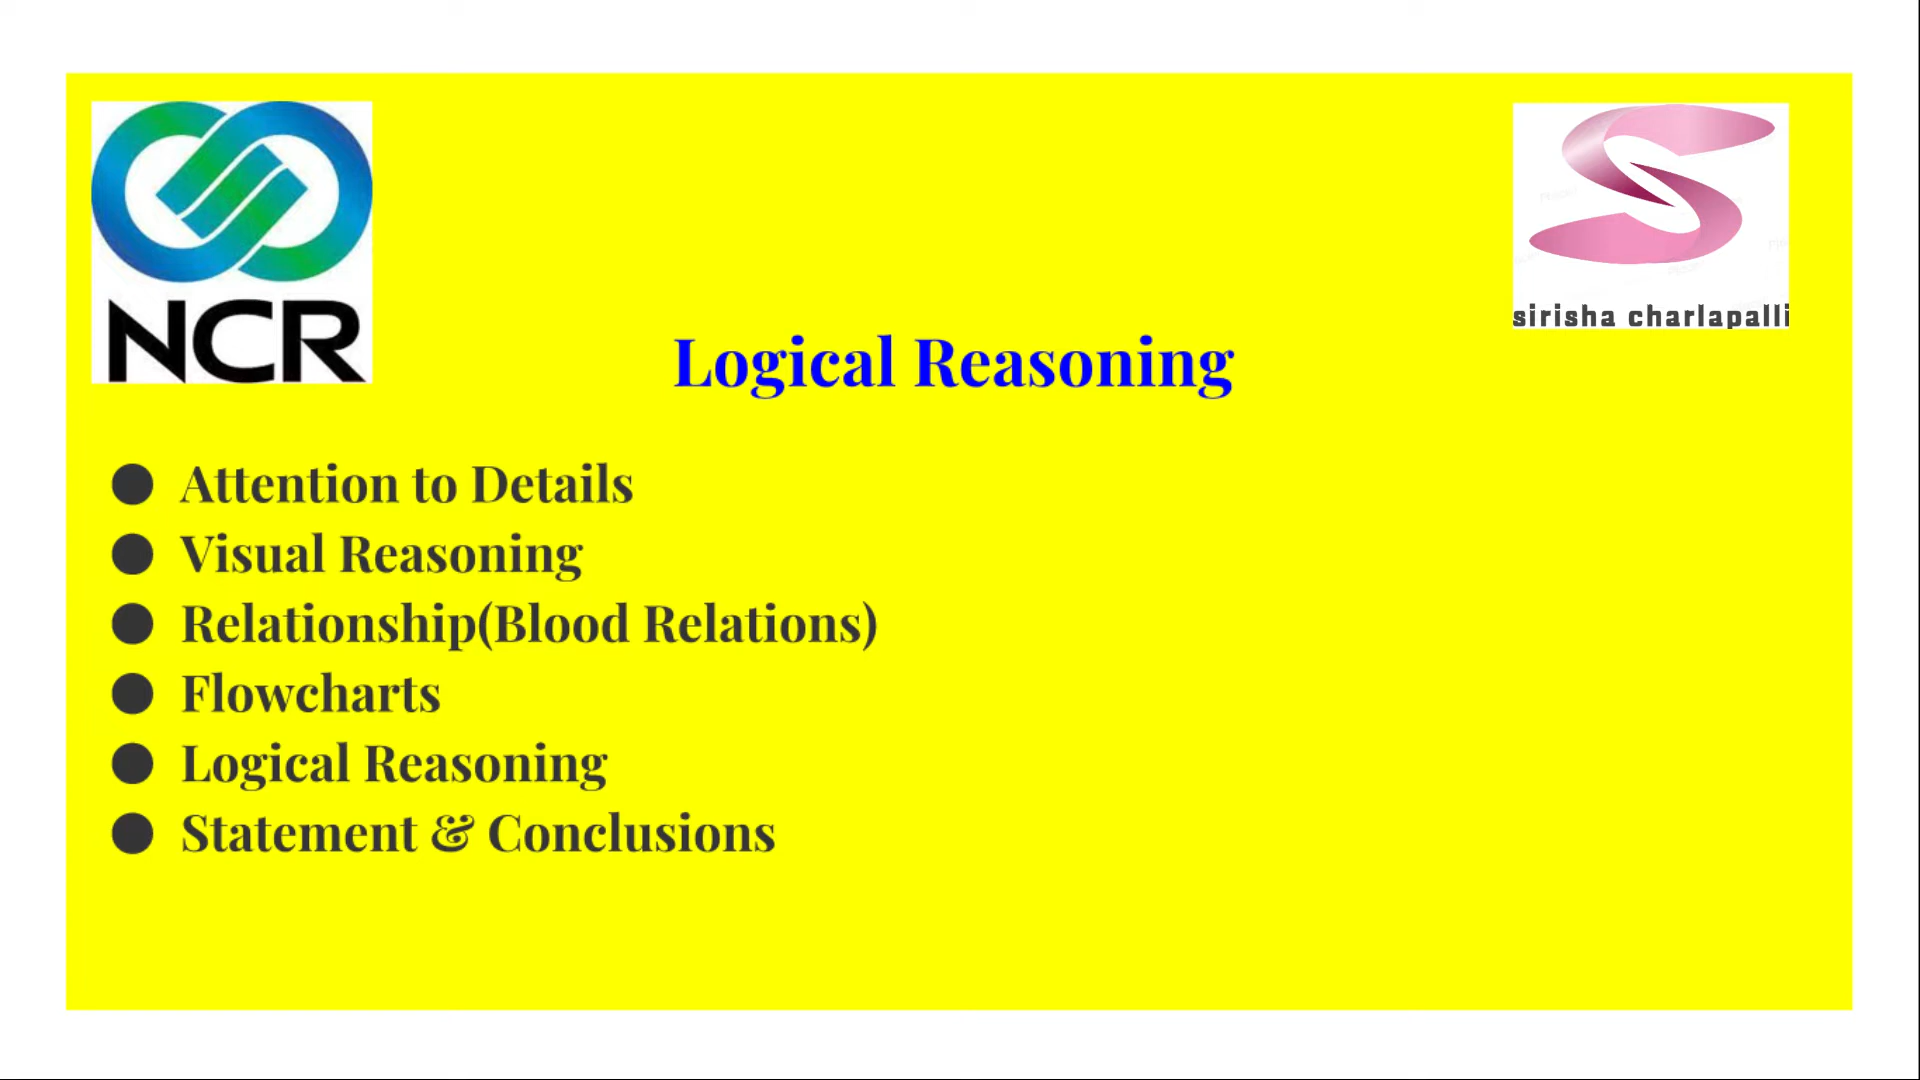 NCR
sirisha charlapalli
Logical Reasoning
Attention to Details
Visual Reasoning
Relationship(Blood Relations)
Flowcharts
Logical Reasoning
Statement & Conclusions